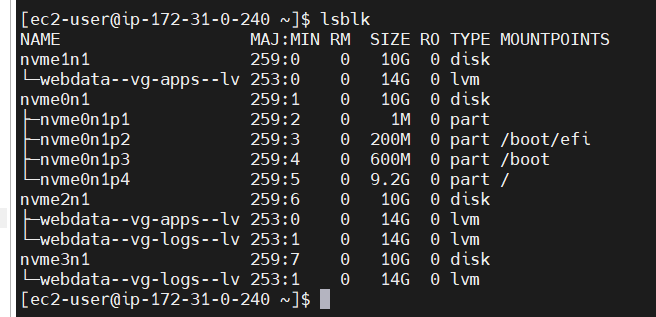 [ec2-user@ip-172-31-0-240 ~]$ lsblk
NAME                  MAJ:MIN RM  SIZE RO TYPE MOUNTPOINTS
nvme1n1               259:0    0   10G  0 disk
└─webdata--vg-apps--lv 253:0    0   14G  0 lvm
nvme0n1               259:1    0   10G  0 disk
├─nvme0n1p1           259:2    0    1M  0 part
├─nvme0n1p2           259:3    0  200M  0 part /boot/efi
├─nvme0n1p3           259:4    0  600M  0 part /boot
└─nvme0n1p4           259:5    0  9.2G  0 part /
nvme2n1               259:6    0   10G  0 disk
├─webdata--vg-apps--lv 253:0    0   14G  0 lvm
└─webdata--vg-logs--lv 253:1    0   14G  0 lvm
nvme3n1               259:7    0   10G  0 disk
└─webdata--vg-logs--lv 253:1    0   14G  0 lvm
[ec2-user@ip-172-31-0-240 ~]$